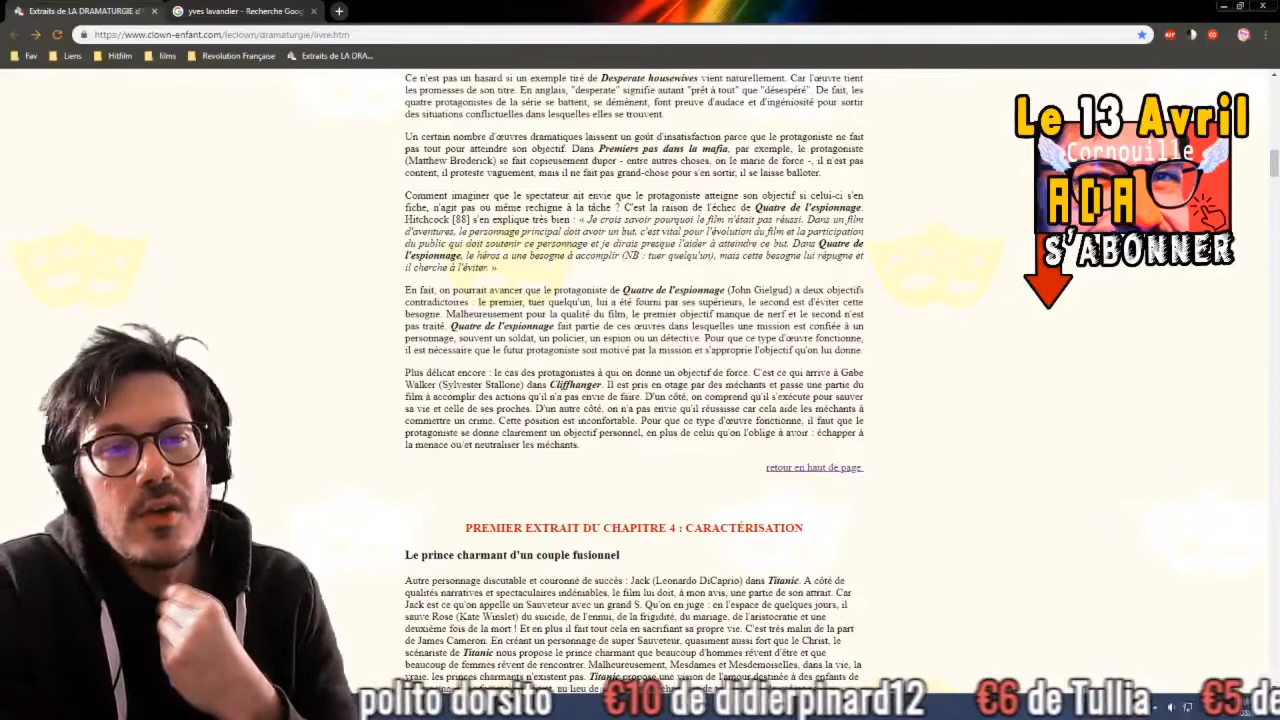 Extraits de LA DRAMATURGIE d'
yves lavandier - Recherche Goog
https://www.clown-enfant.com/leclown/dramaturgie/livre.htm
Fav Liens Hitfilm films Revolution Française Extraits de LA DRA...
Ce n'est pas un hasard si un exemple tiré de Desperate housewives vient naturellement. Car l'œuvre tient
les promesses de son titre. En anglais, "desperate" signifie autant "prêt à tout" que "désespéré". De fait, les
quatre protagonistes de la série se battent, se démènent, font preuve d'audace et d'ingéniosité pour sortir
des situations conflictuelles dans lesquelles elles se trouvent.
Un certain nombre d'œuvres dramatiques laissent un goût d'insatisfaction parce que le protagoniste ne fait
pas tout pour atteindre son objectif. Dans Premiers pas dans la mafia, par exemple, le protagoniste
(Matthew Broderick) se fait copieusement duper - entre autres choses, on le marie de force -, il n'est pas
content, il proteste vaguement, mais il ne fait pas grand-chose pour s'en sortir, il se laisse balloter.
Comment imaginer que le spectateur ait envie que le protagoniste atteigne son objectif si celui-ci s'en
fiche, n'agit pas ou même rechigne à la tâche ? C'est la raison de l'échec de Quatre de l'espionnage.
Hitchcock [88] s'en explique très bien : « Je crois savoir pourquoi le film n'était pas réussi. Dans un film
d'aventures, le personnage principal doit avoir un but, c'est vital pour l'évolution du film et la participation
du public qui doit soutenir ce personnage et je dirais presque l'aider à atteindre ce but. Dans Quatre de
l'espionnage, le héros a une besogne à accomplir (NB : tuer quelqu'un), mais cette besogne lui répugne et
il cherche à l'éviter. »
En fait, on pourrait avancer que le protagoniste de Quatre de l'espionnage (John Gielgud) a deux objectifs
contradictoires : le premier, tuer quelqu'un, lui a été fourni par ses supérieurs, le second est d'éviter cette
besogne. Malheureusement pour la qualité du film, le premier objectif manque de nerf et le second n'est
pas traité. Quatre de l'espionnage fait partie de ces œuvres dans lesquelles une mission est confiée à un
personnage, souvent un soldat, un policier, un espion ou un détective. Pour que ce type d'œuvre fonctionne,
il est nécessaire que le futur protagoniste soit motivé par la mission et s'approprie l'objectif qu'on lui donne.
Plus délicat encore : le cas des protagonistes à qui on donne un objectif de force. C'est ce qui arrive à Gabe
Walker (Sylvester Stallone) dans Cliffhanger. Il est pris en otage par des méchants et passe une partie du
film à accomplir des actions qu'il n'a pas envie de faire. D'un côté, on comprend qu'il s'exécute pour sauver
sa vie et celle de ses proches. D'un autre côté, on n'a pas envie qu'il réussisse car cela aide les méchants à
commettre un crime. Cette position est inconfortable. Pour que ce type d'œuvre fonctionne, il faut que le
protagoniste se donne clairement un objectif personnel, en plus de celui qu'on l'oblige à avoir : échapper à
la menace ou/et neutraliser les méchants.
retour en haut de page
PREMIER EXTRAIT DU CHAPITRE 4 : CARACTÉRISATION
Le prince charmant d'un couple fusionnel
Autre personnage discutable et couronné de succès : Jack (Leonardo DiCaprio) dans Titanic. A côté de
qualités narratives et spectaculaires indéniables, le film lui doit, à mon avis, une partie de son attrait. Car
Jack est ce qu'on appelle un Sauveteur avec un grand S. Qu'on en juge : en l'espace de quelques jours, il
sauve Rose (Kate Winslet) du suicide, de l'ennui, de la frigidité, du mariage, de l'aristocratie et une
deuxième fois de la mort ! Et en plus il fait tout cela en sacrifiant sa propre vie. C'est très malin de la part
de James Cameron. En créant un personnage de super Sauveteur, quasiment aussi fort que le Christ, le
scénariste de Titanic nous propose le prince charmant que beaucoup d'hommes rêvent d'être et que
beaucoup de femmes rêvent de rencontrer. Malheureusement, Mesdames et Mesdemoiselles, dans la vie, la
vraie, les princes charmants n'existent pas. Titanic propose une vision de l'amour destinée à des enfants de
Le 13 Avril
Cornouille
ADA
S'ABONNER
polito dorsito €10 de didierpinard12 €6 de Tullia €5 de